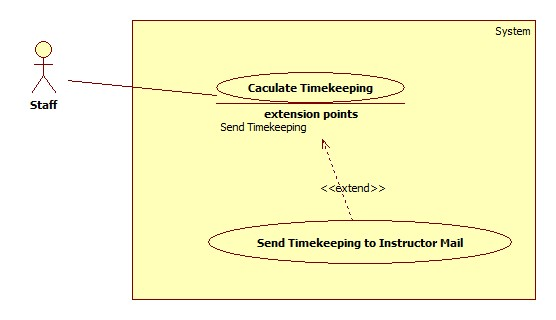 System
Staff
Caculate Timekeeping
extension points
Send Timekeeping
<<extend>>
Send Timekeeping to Instructor Mail